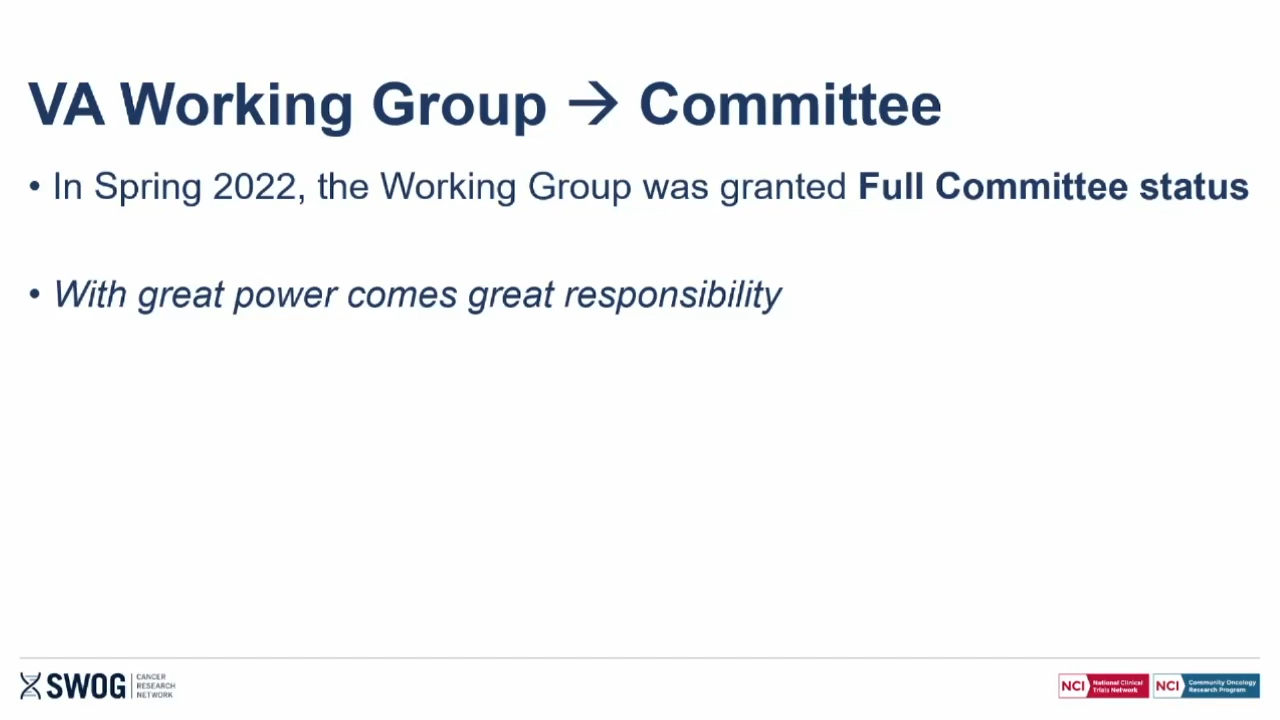 VA Working Group → Committee
• In Spring 2022, the Working Group was granted Full Committee status
• With great power comes great responsibility
SWOG
CANCER
RESEARCH
NETWORK
NCI
National Clinical
Trials Network
NCI
Community Oncology
Research Program